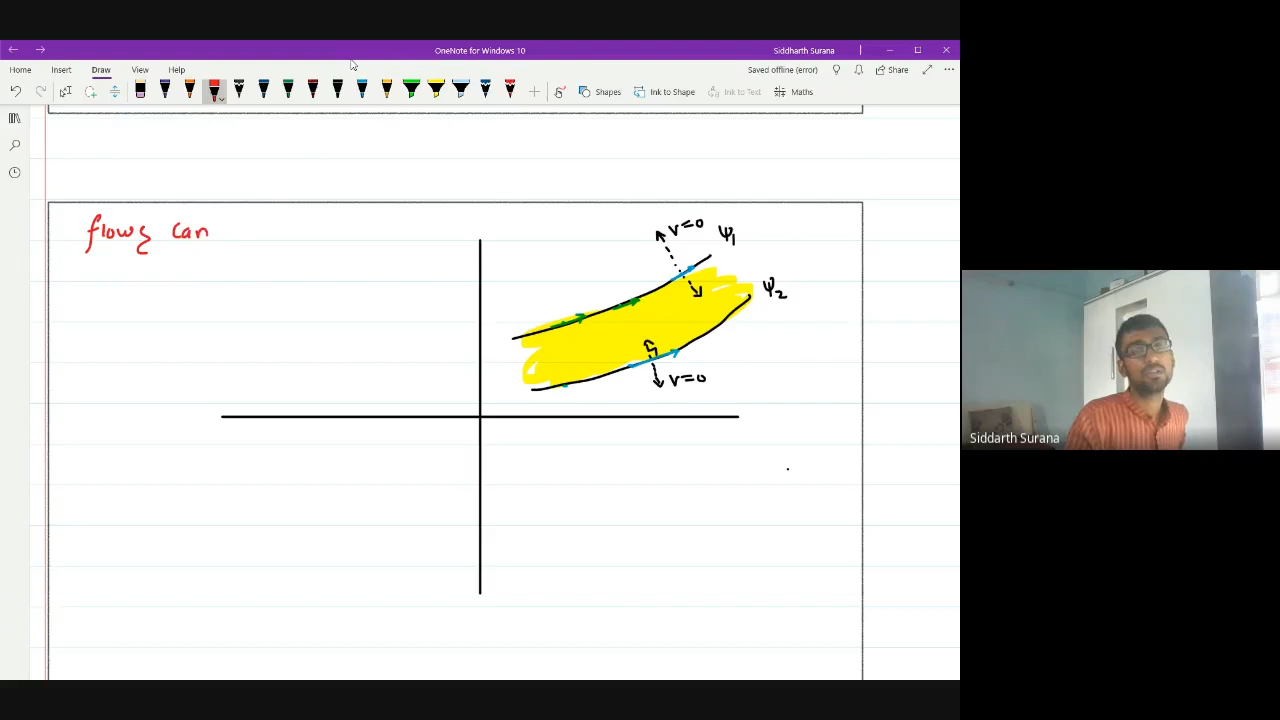 OneNote for Windows 10
Siddharth Surana
Home Insert Draw View Help
Saved offline (error) Share
Shapes Ink to Shape Ink to Text Maths
flows can
V=0
ψ1
ψ2
V=0
Siddarth Surana